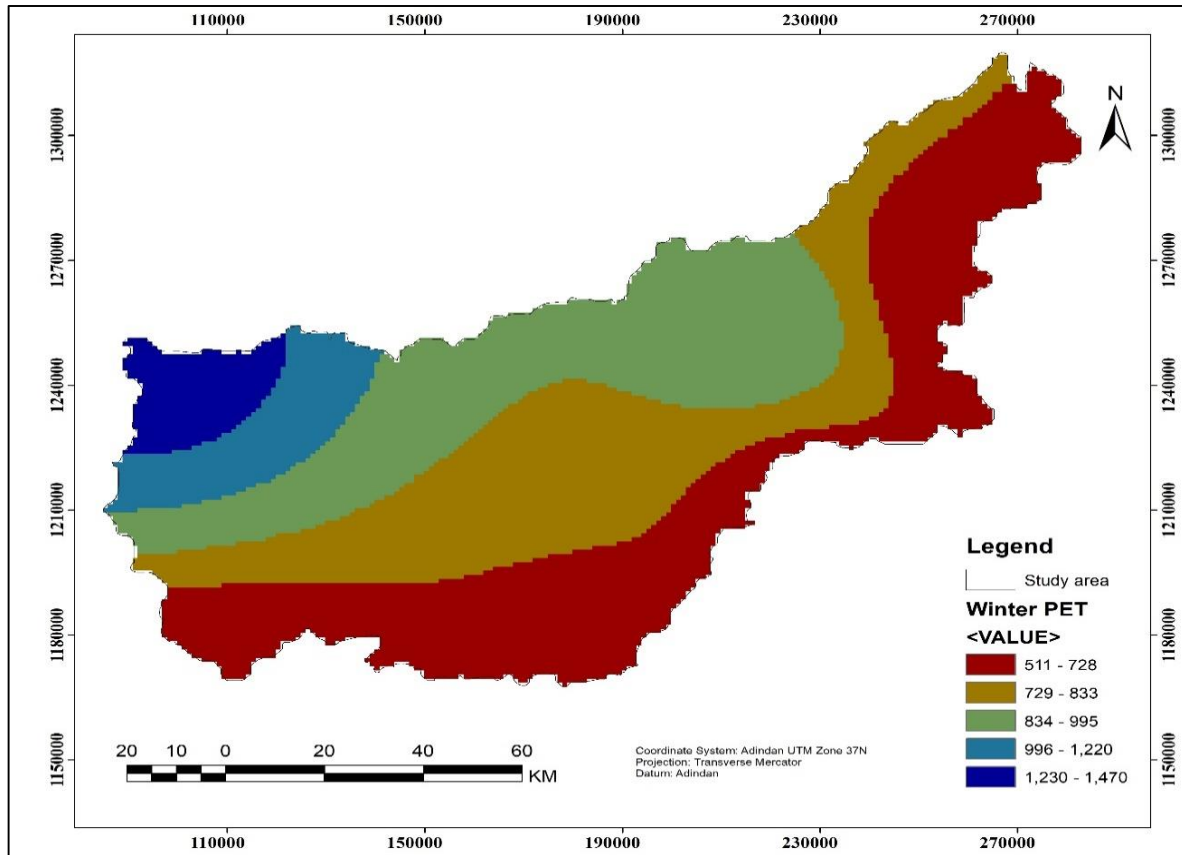 110000 150000 190000 230000 270000
N
1300000 1300000
1270000 1270000
1240000 1240000
1210000 1210000
1180000 1180000
1150000 1150000
Legend
Study area
Winter PET
<VALUE>
511 - 728
729 - 833
834 - 995
996 - 1,220
1,230 - 1,470
20 10 0 20 40 60
KM
Coordinate System: Adindan UTM Zone 37N
Projection: Transverse Mercator
Datum: Adindan
110000 150000 190000 230000 270000